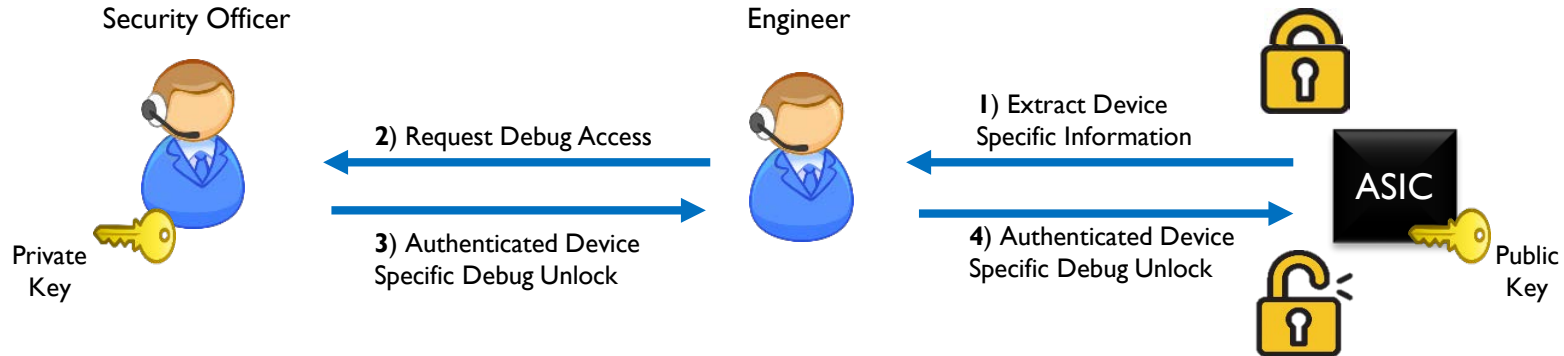 Security Officer
Engineer
1) Extract Device
Specific Information
2) Request Debug Access
ASIC
3) Authenticated Device
Specific Debug Unlock
4) Authenticated Device
Specific Debug Unlock
Private
Key
Public
Key